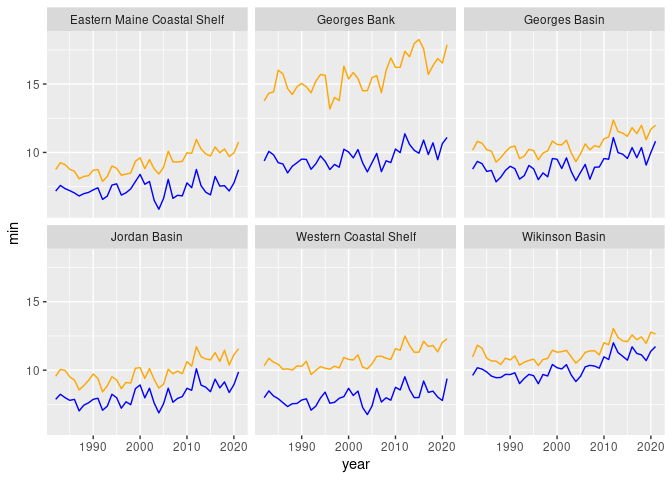 Eastern Maine Coastal Shelf
Georges Bank
Georges Basin
15
10
Jordan Basin
Western Coastal Shelf
Wikinson Basin
15
10
1990 2000 2010 2020
1990 2000 2010 2020
1990 2000 2010 2020
year
min